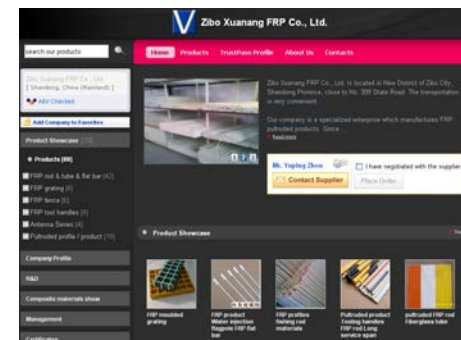 Zibo Xuanang FRP Co., Ltd.
search our products
Home Products TrustPass Profile About Us Contacts
Zibo Xuanang FRP Co., Ltd.
[ Shandong, China (Mainland) ]
A&V Checked
Add Company to Favorites
Product Showcase
Products [88]
FRP rod & tube & flat bar [42]
FRP grating [8]
FRP fence [6]
FRP tool handles [8]
Antenna Series [4]
Pultruded profile / product [19]
Company Profile
R&D
Composite materials show
Management
Certification
Zibo Xuanang FRP Co., Ltd. is located in New District of Zibo City,
Shandong Province, close to No. 309 State Road. The transportation
is very convenient.
Our company is a specialized enterprise which manufactures FRP
pultruded products. Since
Read more
1 2 3
Mr. Yuping Zhou
I have negotiated with the supplier
Contact Supplier
Place Order
Product Showcase
FRP moulded
grating
FRP product
Water injection
flagpole FRP flat
bar
FRP profiles
fishing rod
materials
Pultruded product
Tooling handles
FRP rod Long
service span
pultruded FRP rod
Fiberglass tube